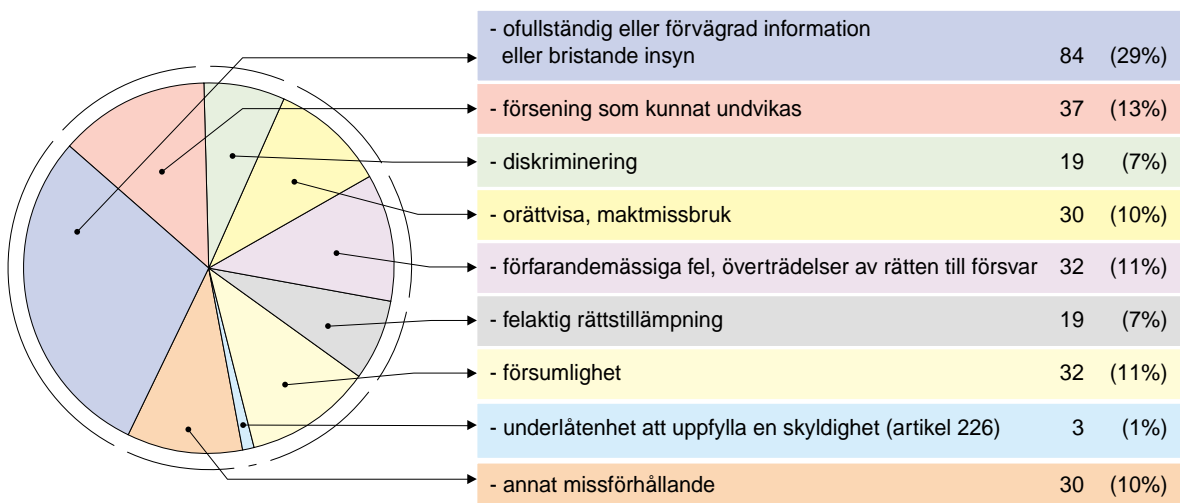 - ofullständig eller förvägrad information
eller bristande insyn 84 (29%)
- försening som kunnat undvikas 37 (13%)
- diskriminering 19 (7%)
- orättvisa, maktmissbruk 30 (10%)
- förfarandemässiga fel, överträdelser av rätten till försvar 32 (11%)
- felaktig rättstillämpning 19 (7%)
- försumlighet 32 (11%)
- underlåtenhet att uppfylla en skyldighet (artikel 226) 3 (1%)
- annat missförhållande 30 (10%)